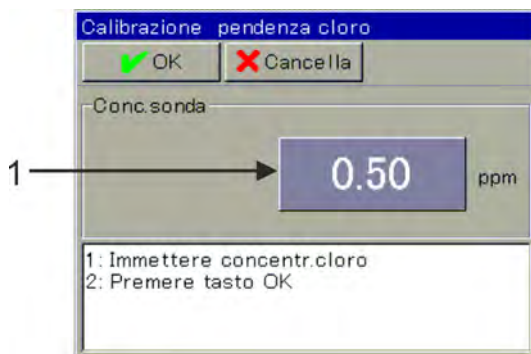 Calibrazione pendenza cloro
OK Cancella
Conc.sonda
1 0.50 ppm
1: Immettere concentr.cloro
2: Premere tasto OK